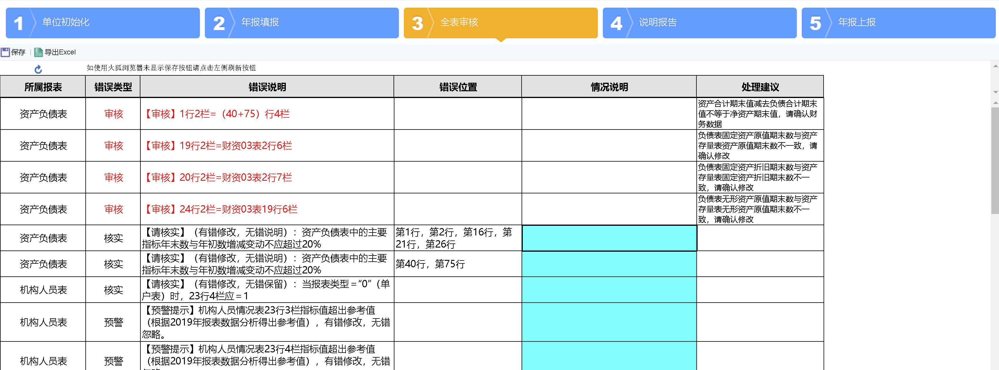 1 单位初始化
2 年报填报
3 全表审核
4 说明报告
5 年报上报
保存 | 导出Excel
如使用火狐浏览器未显示保存按钮请点击左侧刷新按钮
所属报表 错误类型 错误说明 错误位置 情况说明 处理建议
资产负债表 审核 【审核】1行2栏=（40+75）行4栏
资产合计期末值减去负债合计期末
值不等于净资产期末值，请确认财
务数据
资产负债表 审核 【审核】19行2栏=财资03表2行6栏
负债表固定资产原值期末数与资产
存量表资产原值期末数不一致，请
确认修改
资产负债表 审核 【审核】20行2栏=财资03表2行7栏
负债表固定资产折旧期末数与资产
存量表固定资产折旧期末数不一
致，请确认修改
资产负债表 审核 【审核】24行2栏=财资03表19行6栏
负债表无形资产原值期末数与资产
存量表无形资产原值期末数不一
致，请确认修改
资产负债表 核实
【请核实】（有错修改，无错说明）：资产负债表中的主要
指标年末数与年初数增减变动不应超过20%
第1行，第2行，第16行，第
21行，第26行
资产负债表 核实
【请核实】（有错修改，无错说明）：资产负债表中的主要
指标年末数与年初数增减变动不应超过20%
第40行，第75行
机构人员表 核实
【请核实】（有错修改，无错保留）：当报表类型＝“0”（单
户表）时，23行4栏应＝1
机构人员表 预警
【预警提示】机构人员情况表23行3栏指标值超出参考值
（根据2019年报表数据分析得出参考值），有错修改，无错
忽略。
机构人员表 预警
【预警提示】机构人员情况表23行4栏指标值超出参考值
（根据2019年报表数据分析得出参考值），有错修改，无错